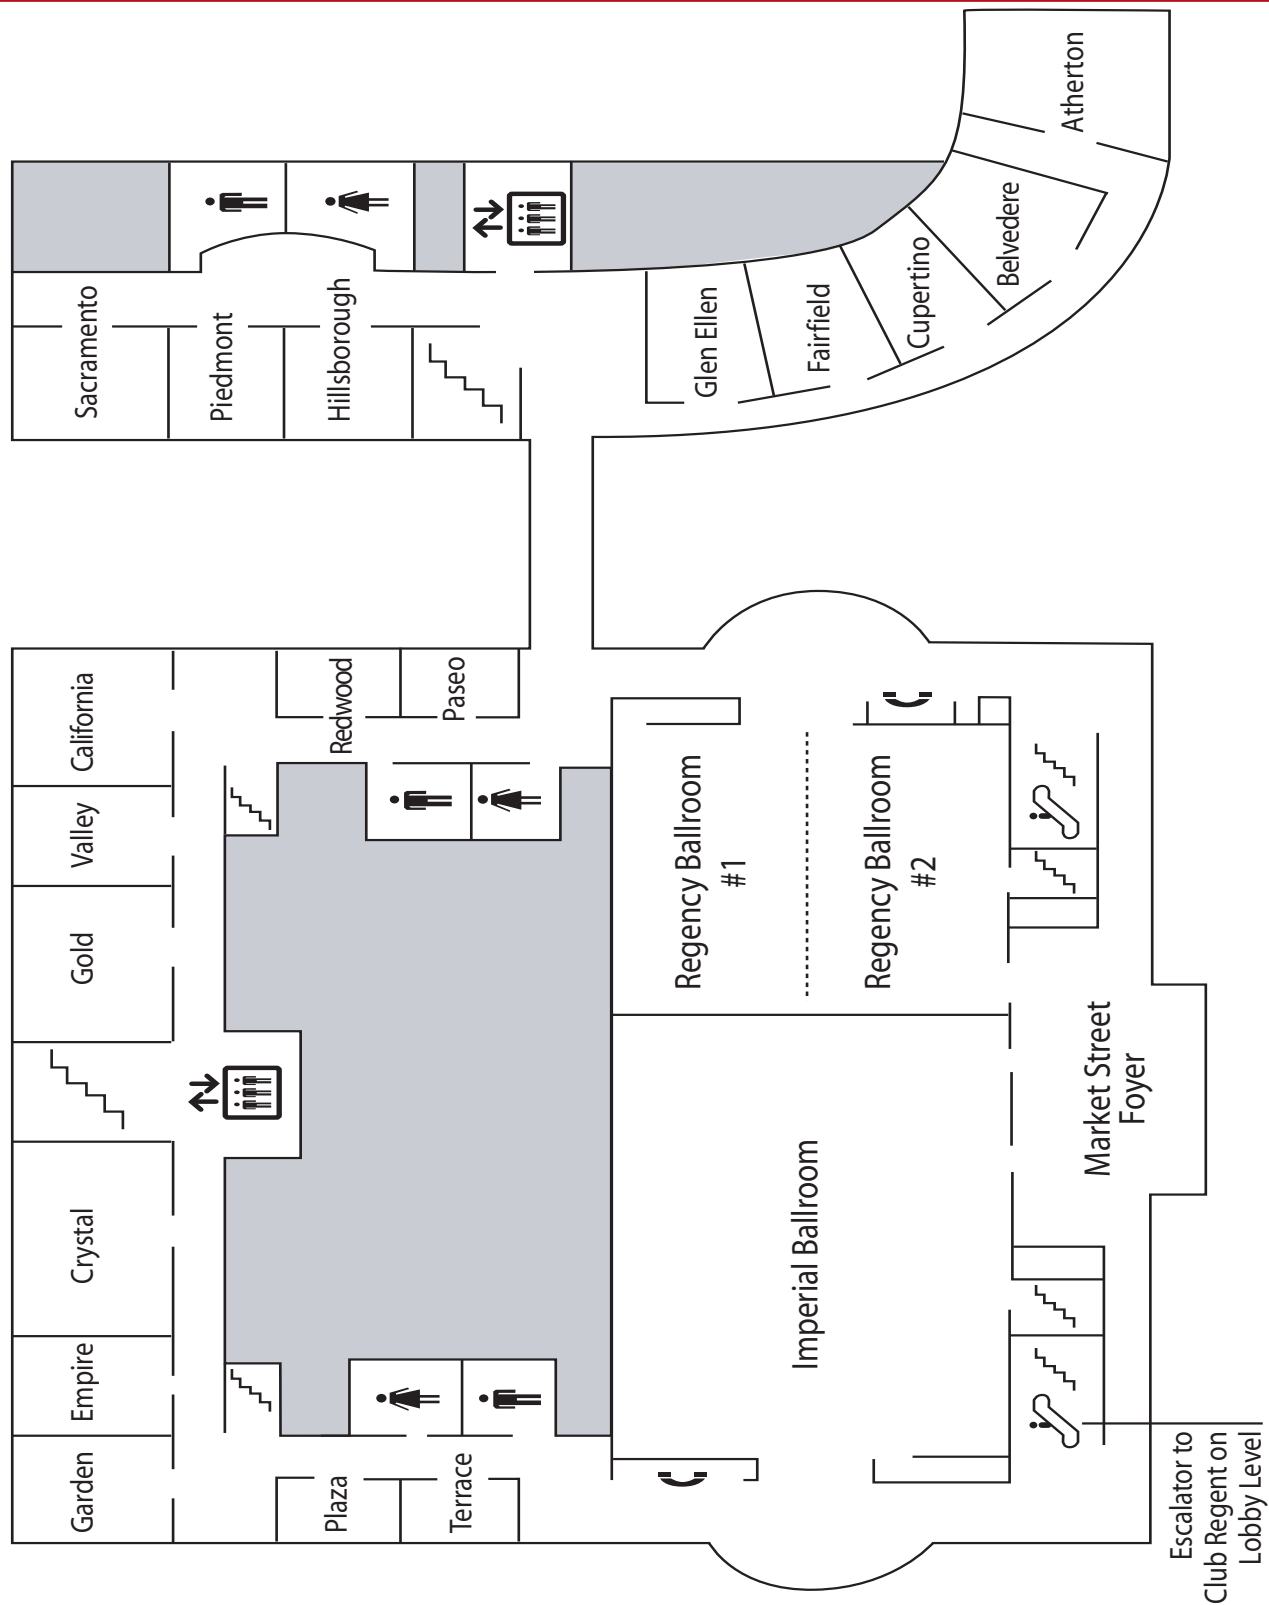 Atherton
Belvedere
Cupertino
Fairfield
Glen Ellen
Hillsborough
Piedmont
Sacramento
California
Redwood
Paseo
Valley
Gold
Regency Ballroom
#1
Regency Ballroom
#2
Market Street
Foyer
Crystal
Imperial Ballroom
Empire
Garden
Plaza
Terrace
Escalator to
Club Regent on
Lobby Level